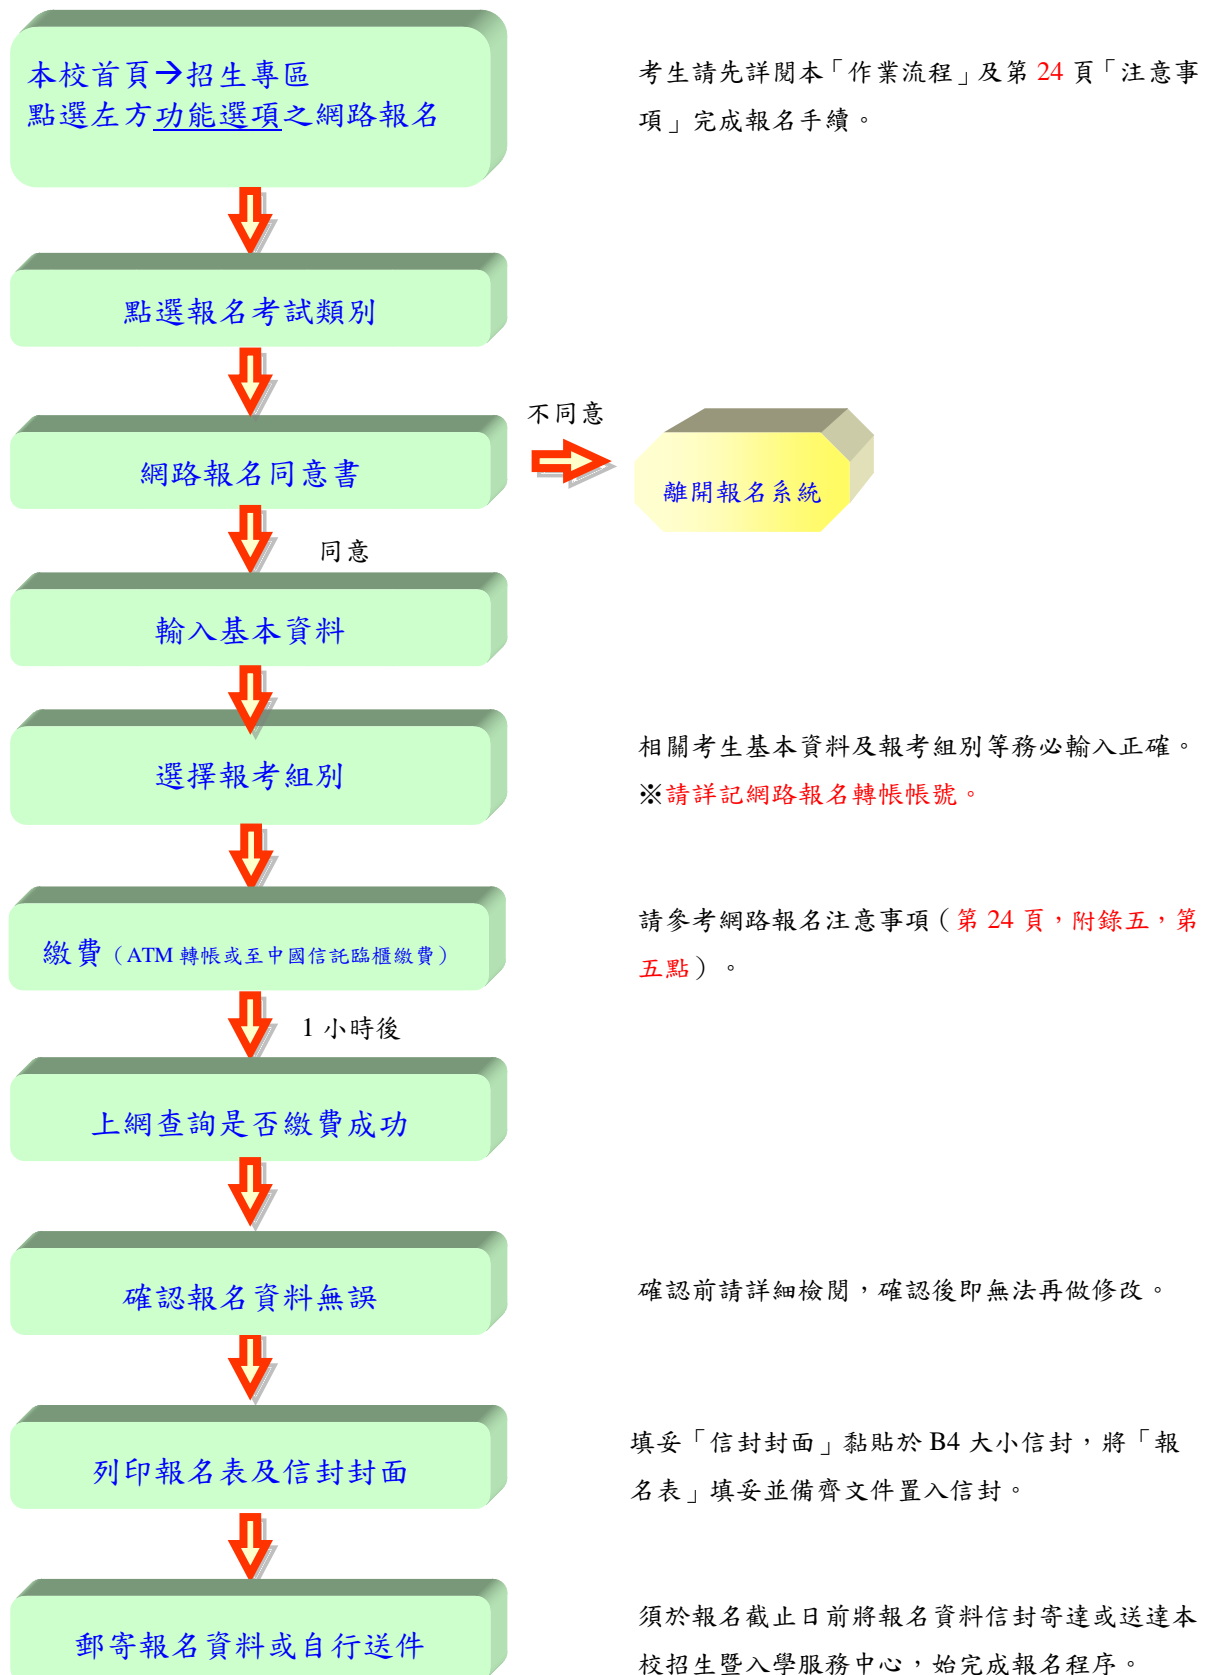 本校首頁→招生專區
點選左方功能選項之網路報名
考生請先詳閱本「作業流程」及第 24 頁「注意事
項」完成報名手續。
點選報名考試類別
不同意
網路報名同意書
離開報名系統
同意
輸入基本資料
選擇報考組別
相關考生基本資料及報考組別等務必輸入正確。
※請詳記網路報名轉帳帳號。
繳費（ATM 轉帳或至中國信託臨櫃繳費）
請參考網路報名注意事項（第 24 頁，附錄五，第
五點）。
1 小時後
上網查詢是否繳費成功
確認報名資料無誤
確認前請詳細檢閱，確認後即無法再做修改。
列印報名表及信封封面
填妥「信封封面」黏貼於 B4 大小信封，將「報
名表」填妥並備齊文件置入信封。
郵寄報名資料或自行送件
須於報名截止日前將報名資料信封寄達或送達本
校招生暨入學服務中心，始完成報名程序。